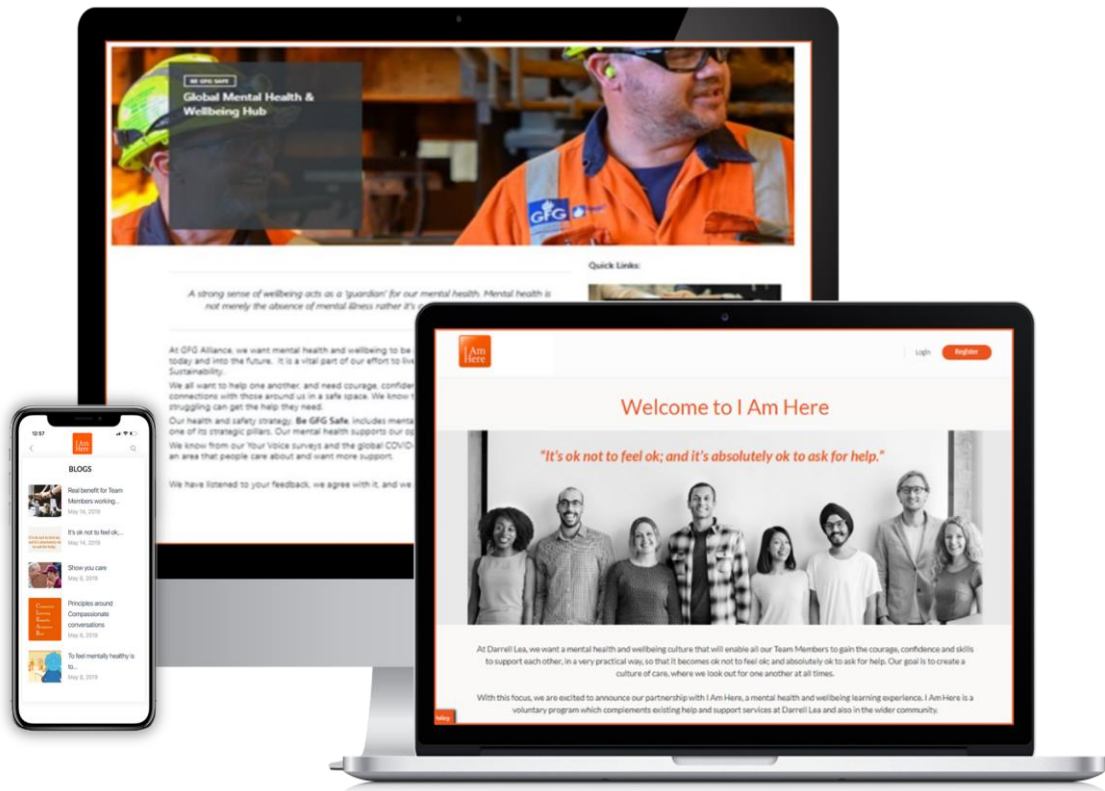 BE GFG SAFE
Global Mental Health &
Wellbeing Hub
GFG
Quick Links:
A strong sense of wellbeing acts as a 'guardian' for our mental health. Mental health is
not merely the absence of mental illness rather it's
At GFG Alliance, we want mental health and wellbeing to be
today and into the future. It is a vital part of our effort to live
Sustainability.
We all want to help one another, and need courage,
connections with those around us in a safe space. We know
struggling can get the help they need.
Our health and safety strategy, Be GFG Safe, includes
one of its strategic pillars. Our mental health supports our
We know from our Your Voice surveys and the global
an area that people care about and want more support.
We have listened to your feedback, we agree with it, and we
I Am
Here
Login
Register
Welcome to I Am Here
"It's ok not to feel ok; and it's absolutely ok to ask for help."
At Darrell Lea, we want a mental health and wellbeing culture that will enable all our Team Members to gain the courage, confidence and skills
to support each other, in a very practical way, so that it becomes ok not to feel ok; and absolutely ok to ask for help. Our goal is to create a
culture of care, where we look out for one another at all times.
With this focus, we are excited to announce our partnership with I Am Here, a mental health and wellbeing learning experience. I Am Here is a
voluntary program which complements existing help and support services at Darrell Lea and also in the wider community.
12:57
I Am
Here
BLOGS
Real benefit for Team
Members working...
May 14, 2019
It's ok not to feel ok;...
May 14, 2019
Show you care
May 8, 2019
Principles around
Compassionate
conversations
May 8, 2019
To feel mentally healthy is
to...
May 8, 2019